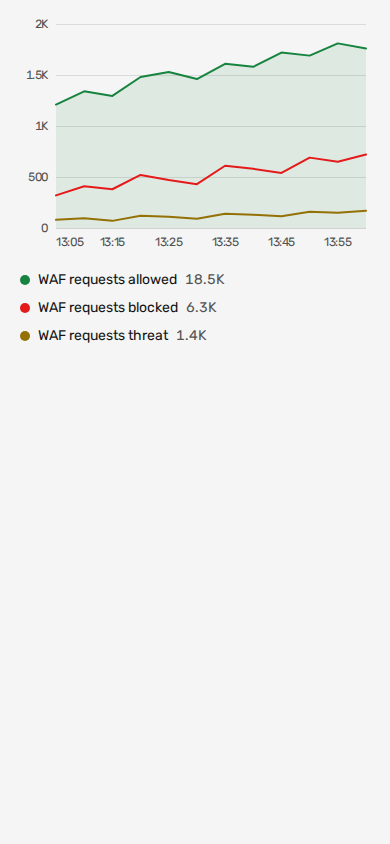 2K
1.5K
1K
500
0
13:05 13:15 13:25 13:35 13:45 13:55
WAF requests allowed 18.5K
WAF requests blocked 6.3K
WAF requests threat 1.4K